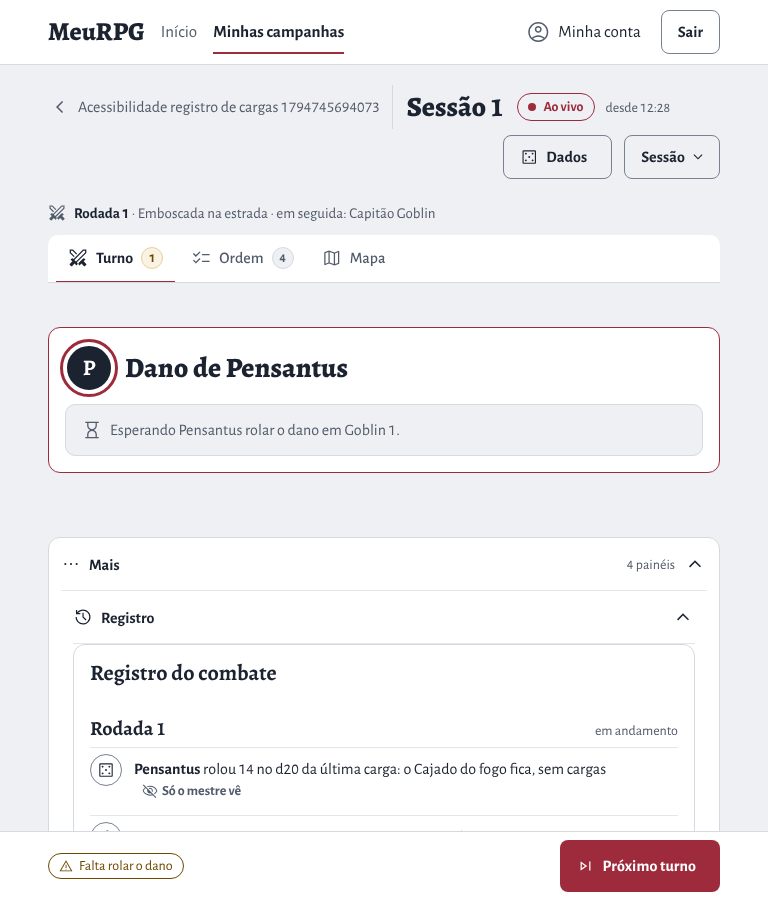 MeuRPG Início Minhas campanhas Minha conta Sair
Acessibilidade registro de cargas 1794745694073 Sessão 1 Ao vivo desde 12:28
Dados Sessão
Rodada 1 · Emboscada na estrada · em seguida: Capitão Goblin
Turno 1 Ordem 4 Mapa
P Dano de Pensantus
Esperando Pensantus rolar o dano em Goblin 1.
Mais 4 painéis
Registro
Registro do combate
Rodada 1 em andamento
Pensantus rolou 14 no d20 da última carga: o Cajado do fogo fica, sem cargas
Só o mestre vê
Falta rolar o dano Próximo turno